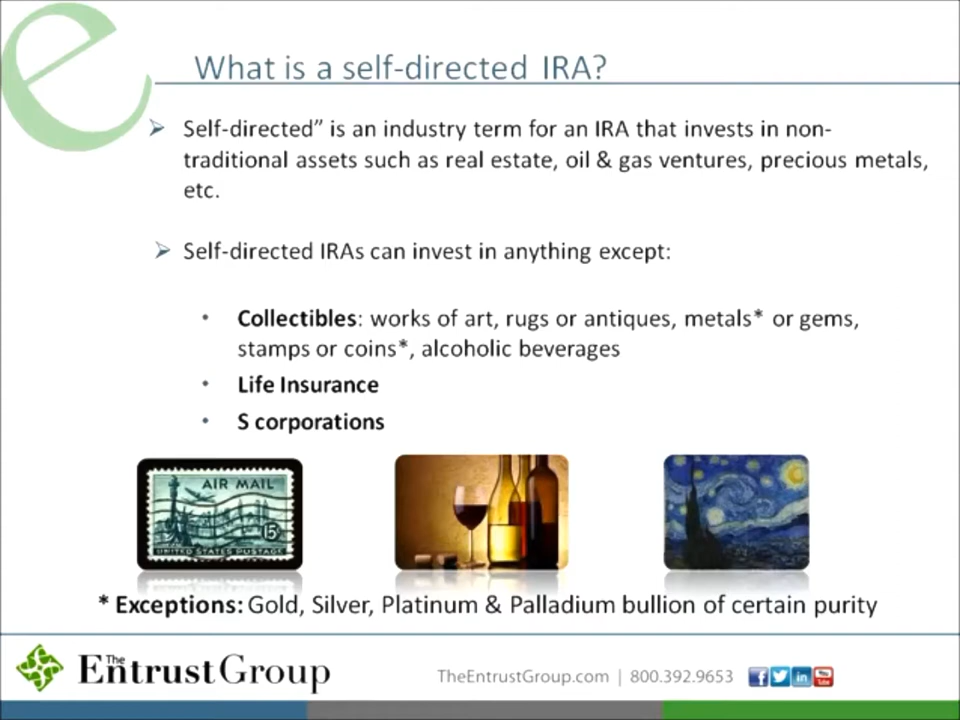 What is a self-directed IRA?
Self-directed” is an industry term for an IRA that invests in non-
traditional assets such as real estate, oil & gas ventures, precious metals,
etc.
Self-directed IRAs can invest in anything except:
Collectibles: works of art, rugs or antiques, metals* or gems,
stamps or coins*, alcoholic beverages
Life Insurance
S corporations
AIR MAIL
15¢
UNITED STATES POSTAGE
* Exceptions: Gold, Silver, Platinum & Palladium bullion of certain purity
The Entrust Group
TheEntrustGroup.com | 800.392.9653
You Tube